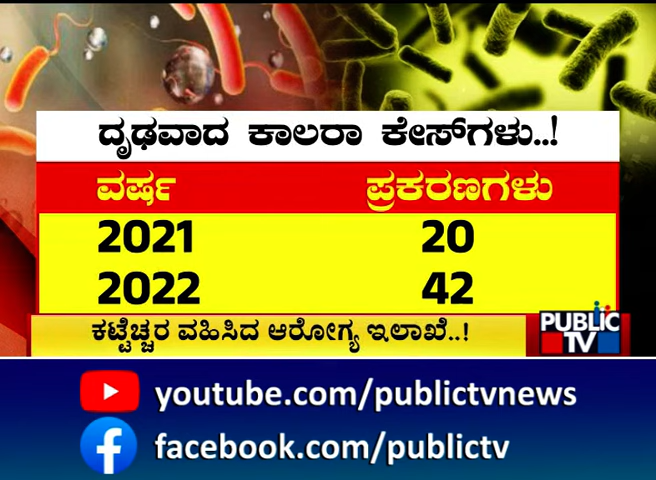 ದೃಢವಾದ ಕಾಲರಾ ಕೇಸ್‌ಗಳು..!
ವರ್ಷ ಪ್ರಕರಣಗಳು
2021 20
2022 42
ಕಟ್ಟೆಚ್ಚರ ವಹಿಸಿದ ಆರೋಗ್ಯ ಇಲಾಖೆ..!
PUBLIC
TV
youtube.com/publictvnews
facebook.com/publictv